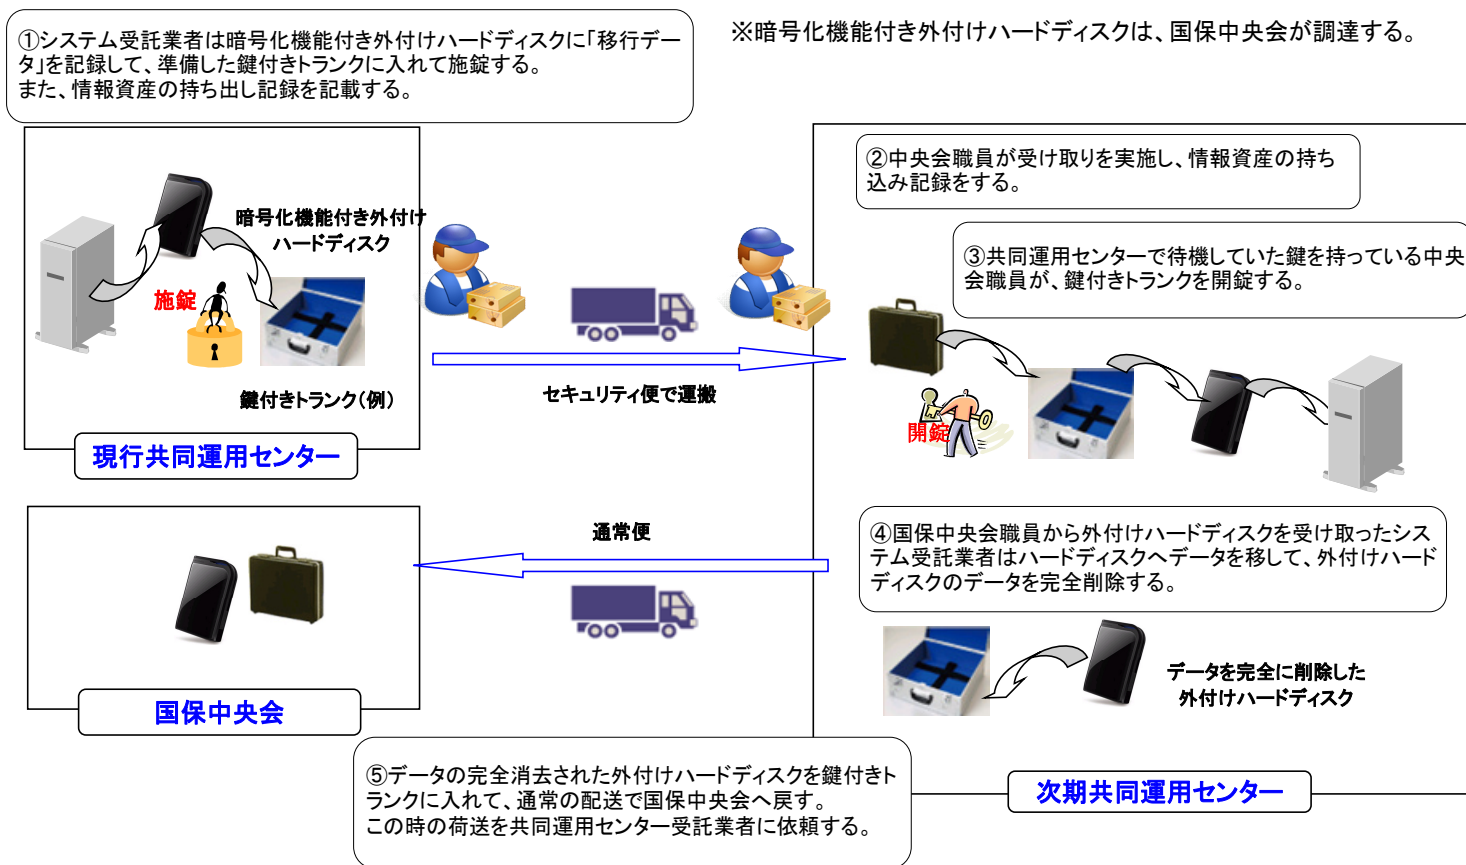 ①システム受託業者は暗号化機能付き外付けハードディスクに「移行デー
タ」を記録して、準備した鍵付きトランクに入れて施錠する。
また、情報資産の持ち出し記録を記載する。
※暗号化機能付き外付けハードディスクは、国保中央会が調達する。
暗号化機能付き外付け
ハードディスク
施錠
鍵付きトランク(例)
現行共同運用センター
セキュリティ便で運搬
②中央会職員が受け取りを実施し、情報資産の持ち
込み記録をする。
③共同運用センターで待機していた鍵を持っている中央
会職員が、鍵付きトランクを開錠する。
開錠
④国保中央会職員から外付けハードディスクを受け取ったシス
テム受託業者はハードディスクへデータを移して、外付けハード
ディスクのデータを完全削除する。
データを完全に削除した
外付けハードディスク
次期共同運用センター
通常便
国保中央会
⑤データの完全消去された外付けハードディスクを鍵付きト
ランクに入れて、通常の配送で国保中央会へ戻す。
この時の荷送を共同運用センター受託業者に依頼する。